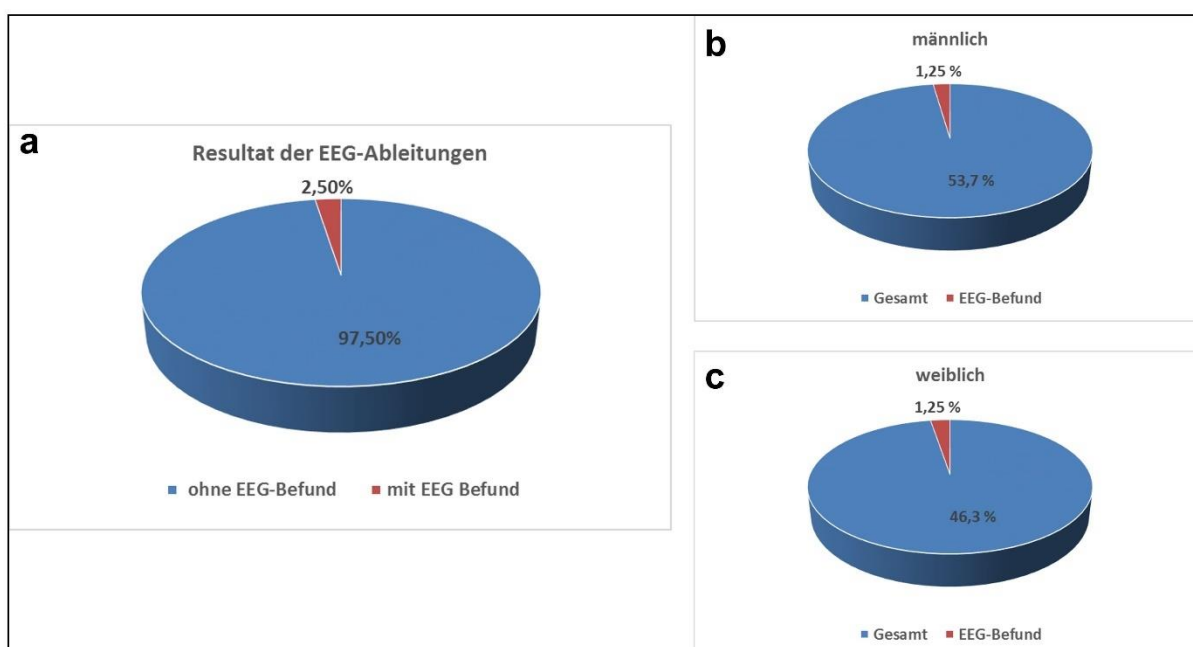 a
Resultat der EEG-Ableitungen
2,50%
97,50%
ohne EEG-Befund mit EEG Befund
b
männlich
1,25 %
53,7 %
Gesamt EEG-Befund
c
weiblich
1,25 %
46,3 %
Gesamt EEG-Befund